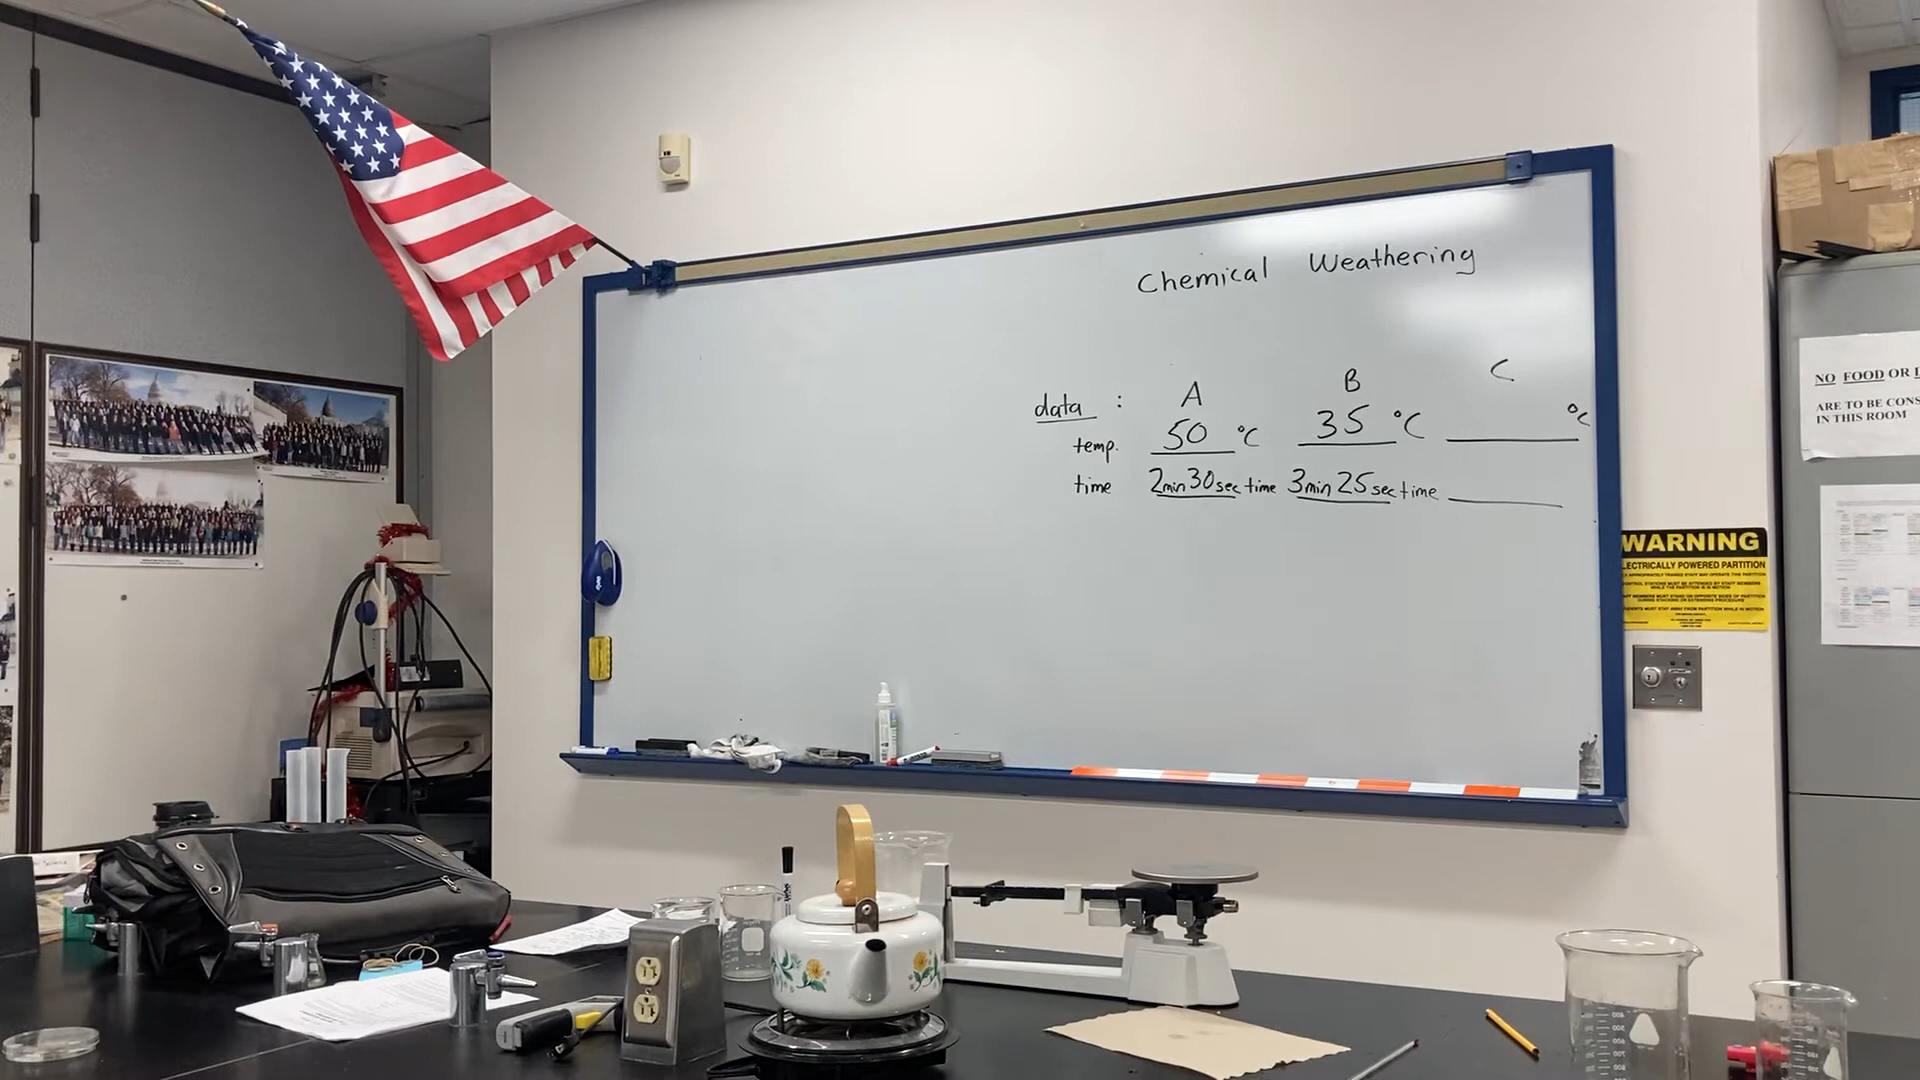 Chemical Weathering
data : A B C
temp. 50 °C 35 °C °C
time 2min 30sec time 3min 25sec time
NO FOOD OR
ARE TO BE CONS
IN THIS ROOM
WARNING
LECTRICALLY POWERED PARTITION